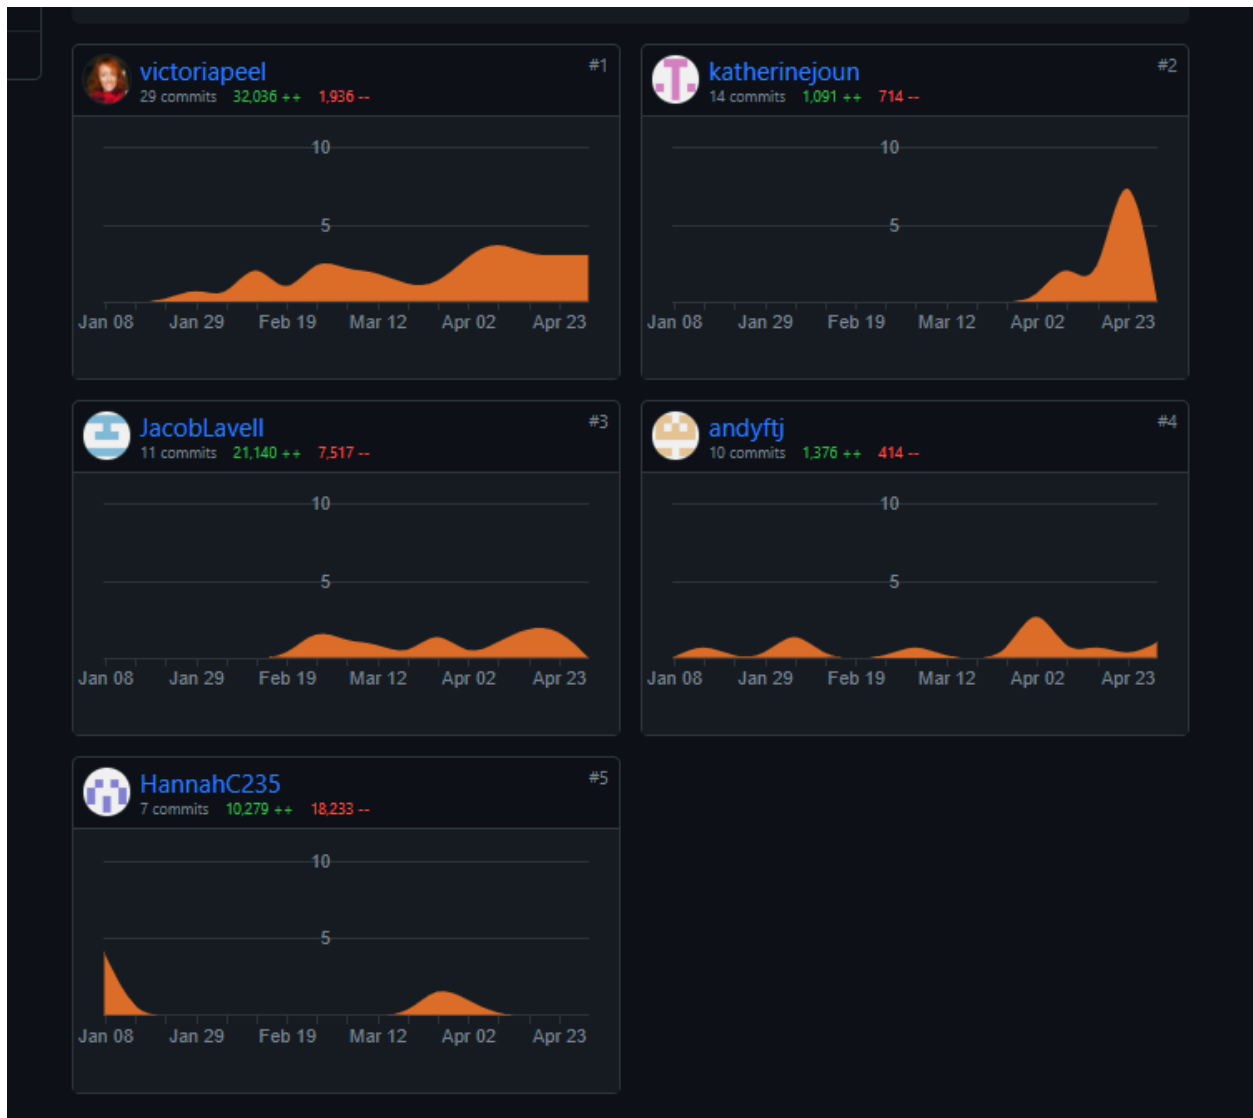 victoriapeel #1
29 commits 32,036 ++ 1,936 --
10
5
Jan 08 Jan 29 Feb 19 Mar 12 Apr 02 Apr 23
katherinejoun #2
14 commits 1,091 ++ 714 --
10
5
Jan 08 Jan 29 Feb 19 Mar 12 Apr 02 Apr 23
JacobLavell #3
11 commits 21,140 ++ 7,517 --
10
5
Jan 08 Jan 29 Feb 19 Mar 12 Apr 02 Apr 23
andyftj #4
10 commits 1,376 ++ 414 --
10
5
Jan 08 Jan 29 Feb 19 Mar 12 Apr 02 Apr 23
HannahC235 #5
7 commits 10,279 ++ 18,233 --
10
5
Jan 08 Jan 29 Feb 19 Mar 12 Apr 02 Apr 23